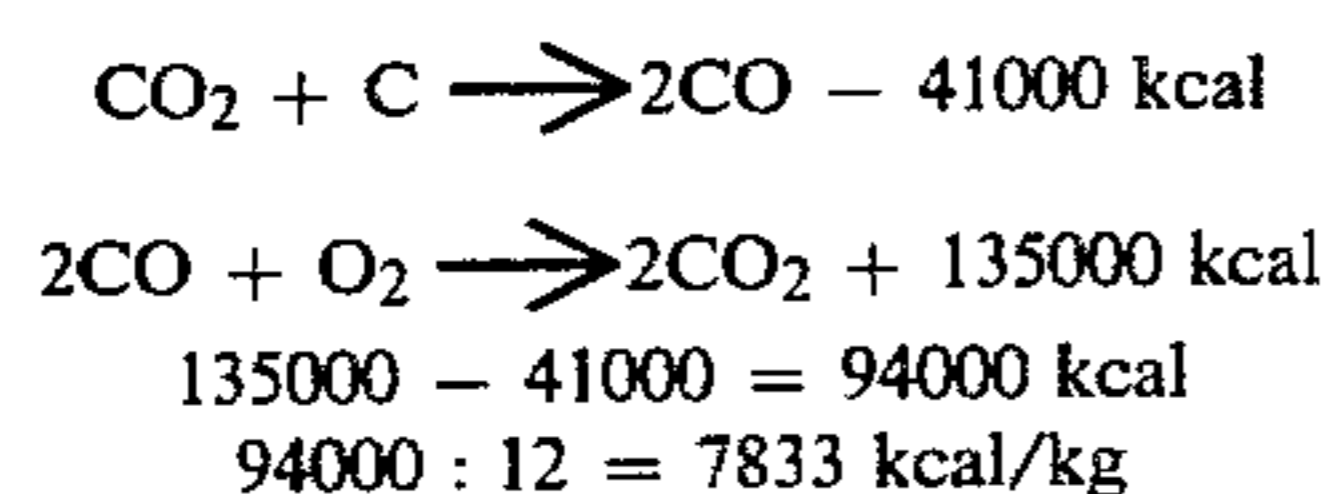 CO₂ + C ⟶ 2CO − 41000 kcal
2CO + O₂ ⟶ 2CO₂ + 135000 kcal
135000 − 41000 = 94000 kcal
94000 : 12 = 7833 kcal/kg